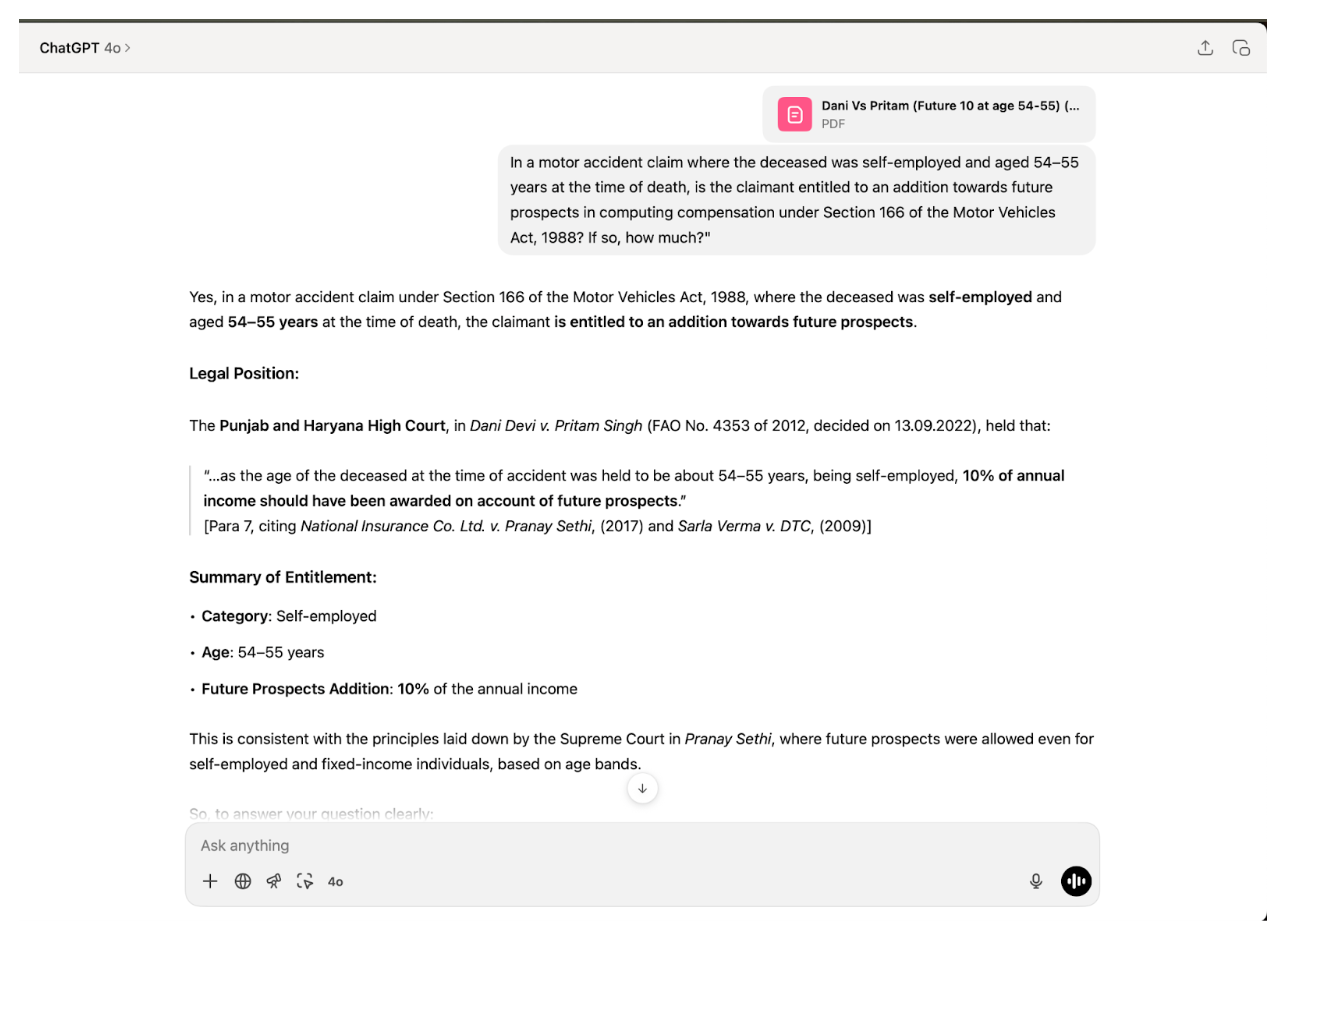 ChatGPT 4o >
Dani Vs Pritam (Future 10 at age 54-55) (...
PDF
In a motor accident claim where the deceased was self-employed and aged 54–55
years at the time of death, is the claimant entitled to an addition towards future
prospects in computing compensation under Section 166 of the Motor Vehicles
Act, 1988? If so, how much?"
Yes, in a motor accident claim under Section 166 of the Motor Vehicles Act, 1988, where the deceased was self-employed and
aged 54–55 years at the time of death, the claimant is entitled to an addition towards future prospects.
Legal Position:
The Punjab and Haryana High Court, in Dani Devi v. Pritam Singh (FAO No. 4353 of 2012, decided on 13.09.2022), held that:
“...as the age of the deceased at the time of accident was held to be about 54–55 years, being self-employed, 10% of annual
income should have been awarded on account of future prospects.”
[Para 7, citing National Insurance Co. Ltd. v. Pranay Sethi, (2017) and Sarla Verma v. DTC, (2009)]
Summary of Entitlement:
• Category: Self-employed
• Age: 54–55 years
• Future Prospects Addition: 10% of the annual income
This is consistent with the principles laid down by the Supreme Court in Pranay Sethi, where future prospects were allowed even for
self-employed and fixed-income individuals, based on age bands.
So, to answer your question clearly:
Ask anything
4o